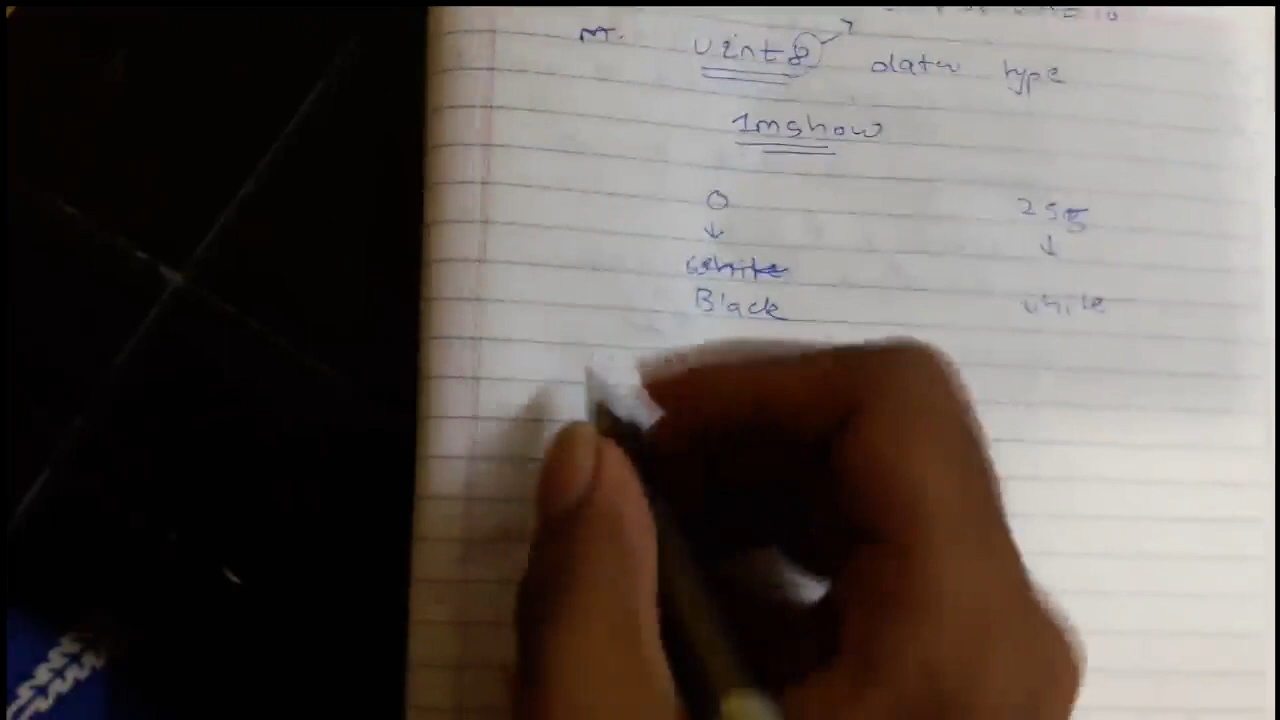 uint8 data type
Imshow
0 255
↓ ↓
white
Black white